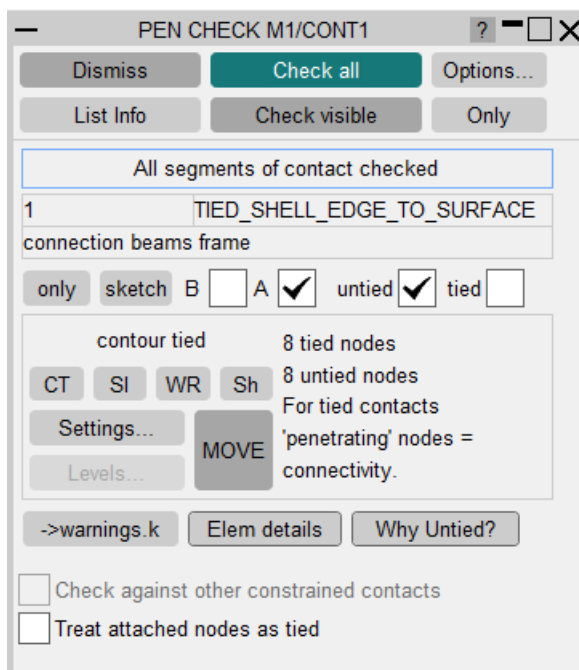 PEN CHECK M1/CONT1 ?
Dismiss Check all Options...
List Info Check visible Only
All segments of contact checked
1 TIED_SHELL_EDGE_TO_SURFACE
connection beams frame
only sketch B A untied tied
contour tied
CT SI WR Sh
Settings...
Levels...
MOVE
8 tied nodes
8 untied nodes
For tied contacts
'penetrating' nodes =
connectivity.
->warnings.k Elem details Why Untied?
Check against other constrained contacts
Treat attached nodes as tied